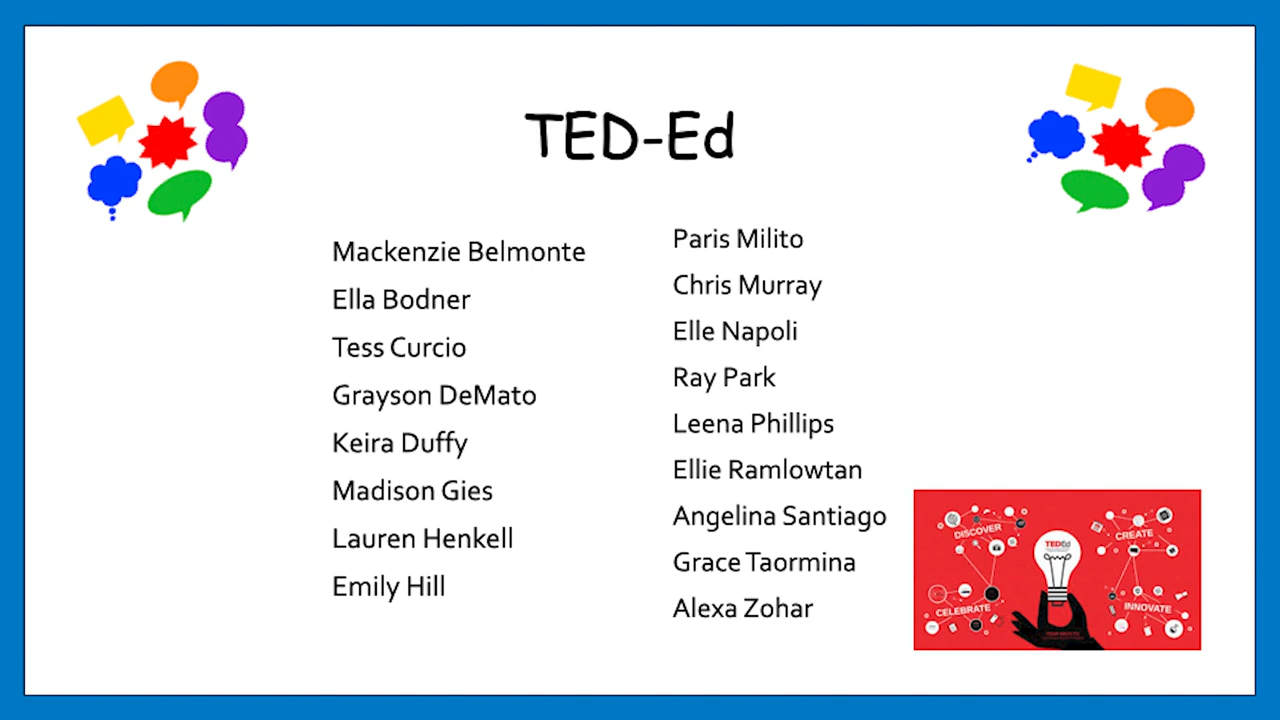 TED-Ed
Mackenzie Belmonte
Ella Bodner
Tess Curcio
Grayson DeMato
Keira Duffy
Madison Gies
Lauren Henkell
Emily Hill
Paris Milito
Chris Murray
Elle Napoli
Ray Park
Leena Phillips
Ellie Ramlowtan
Angelina Santiago
Grace Taormina
Alexa Zohar
DISCOVER
TEDEd
CREATE
CELEBRATE
INNOVATE